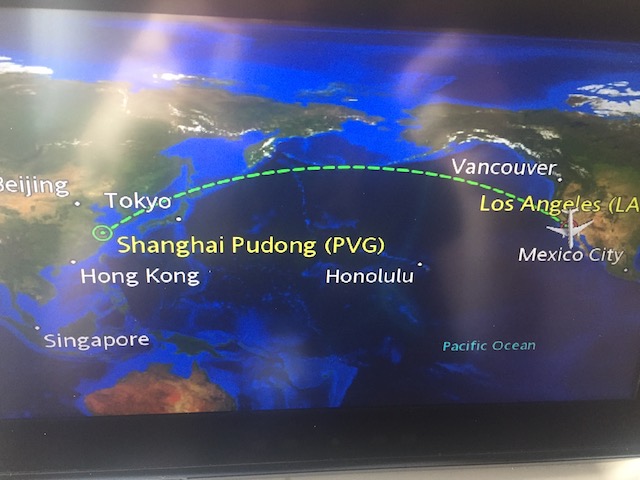 Vancouver
Beijing
Tokyo
Los Angeles (LA
Shanghai Pudong (PVG)
Mexico City
Hong Kong
Honolulu
Singapore
Pacific Ocean